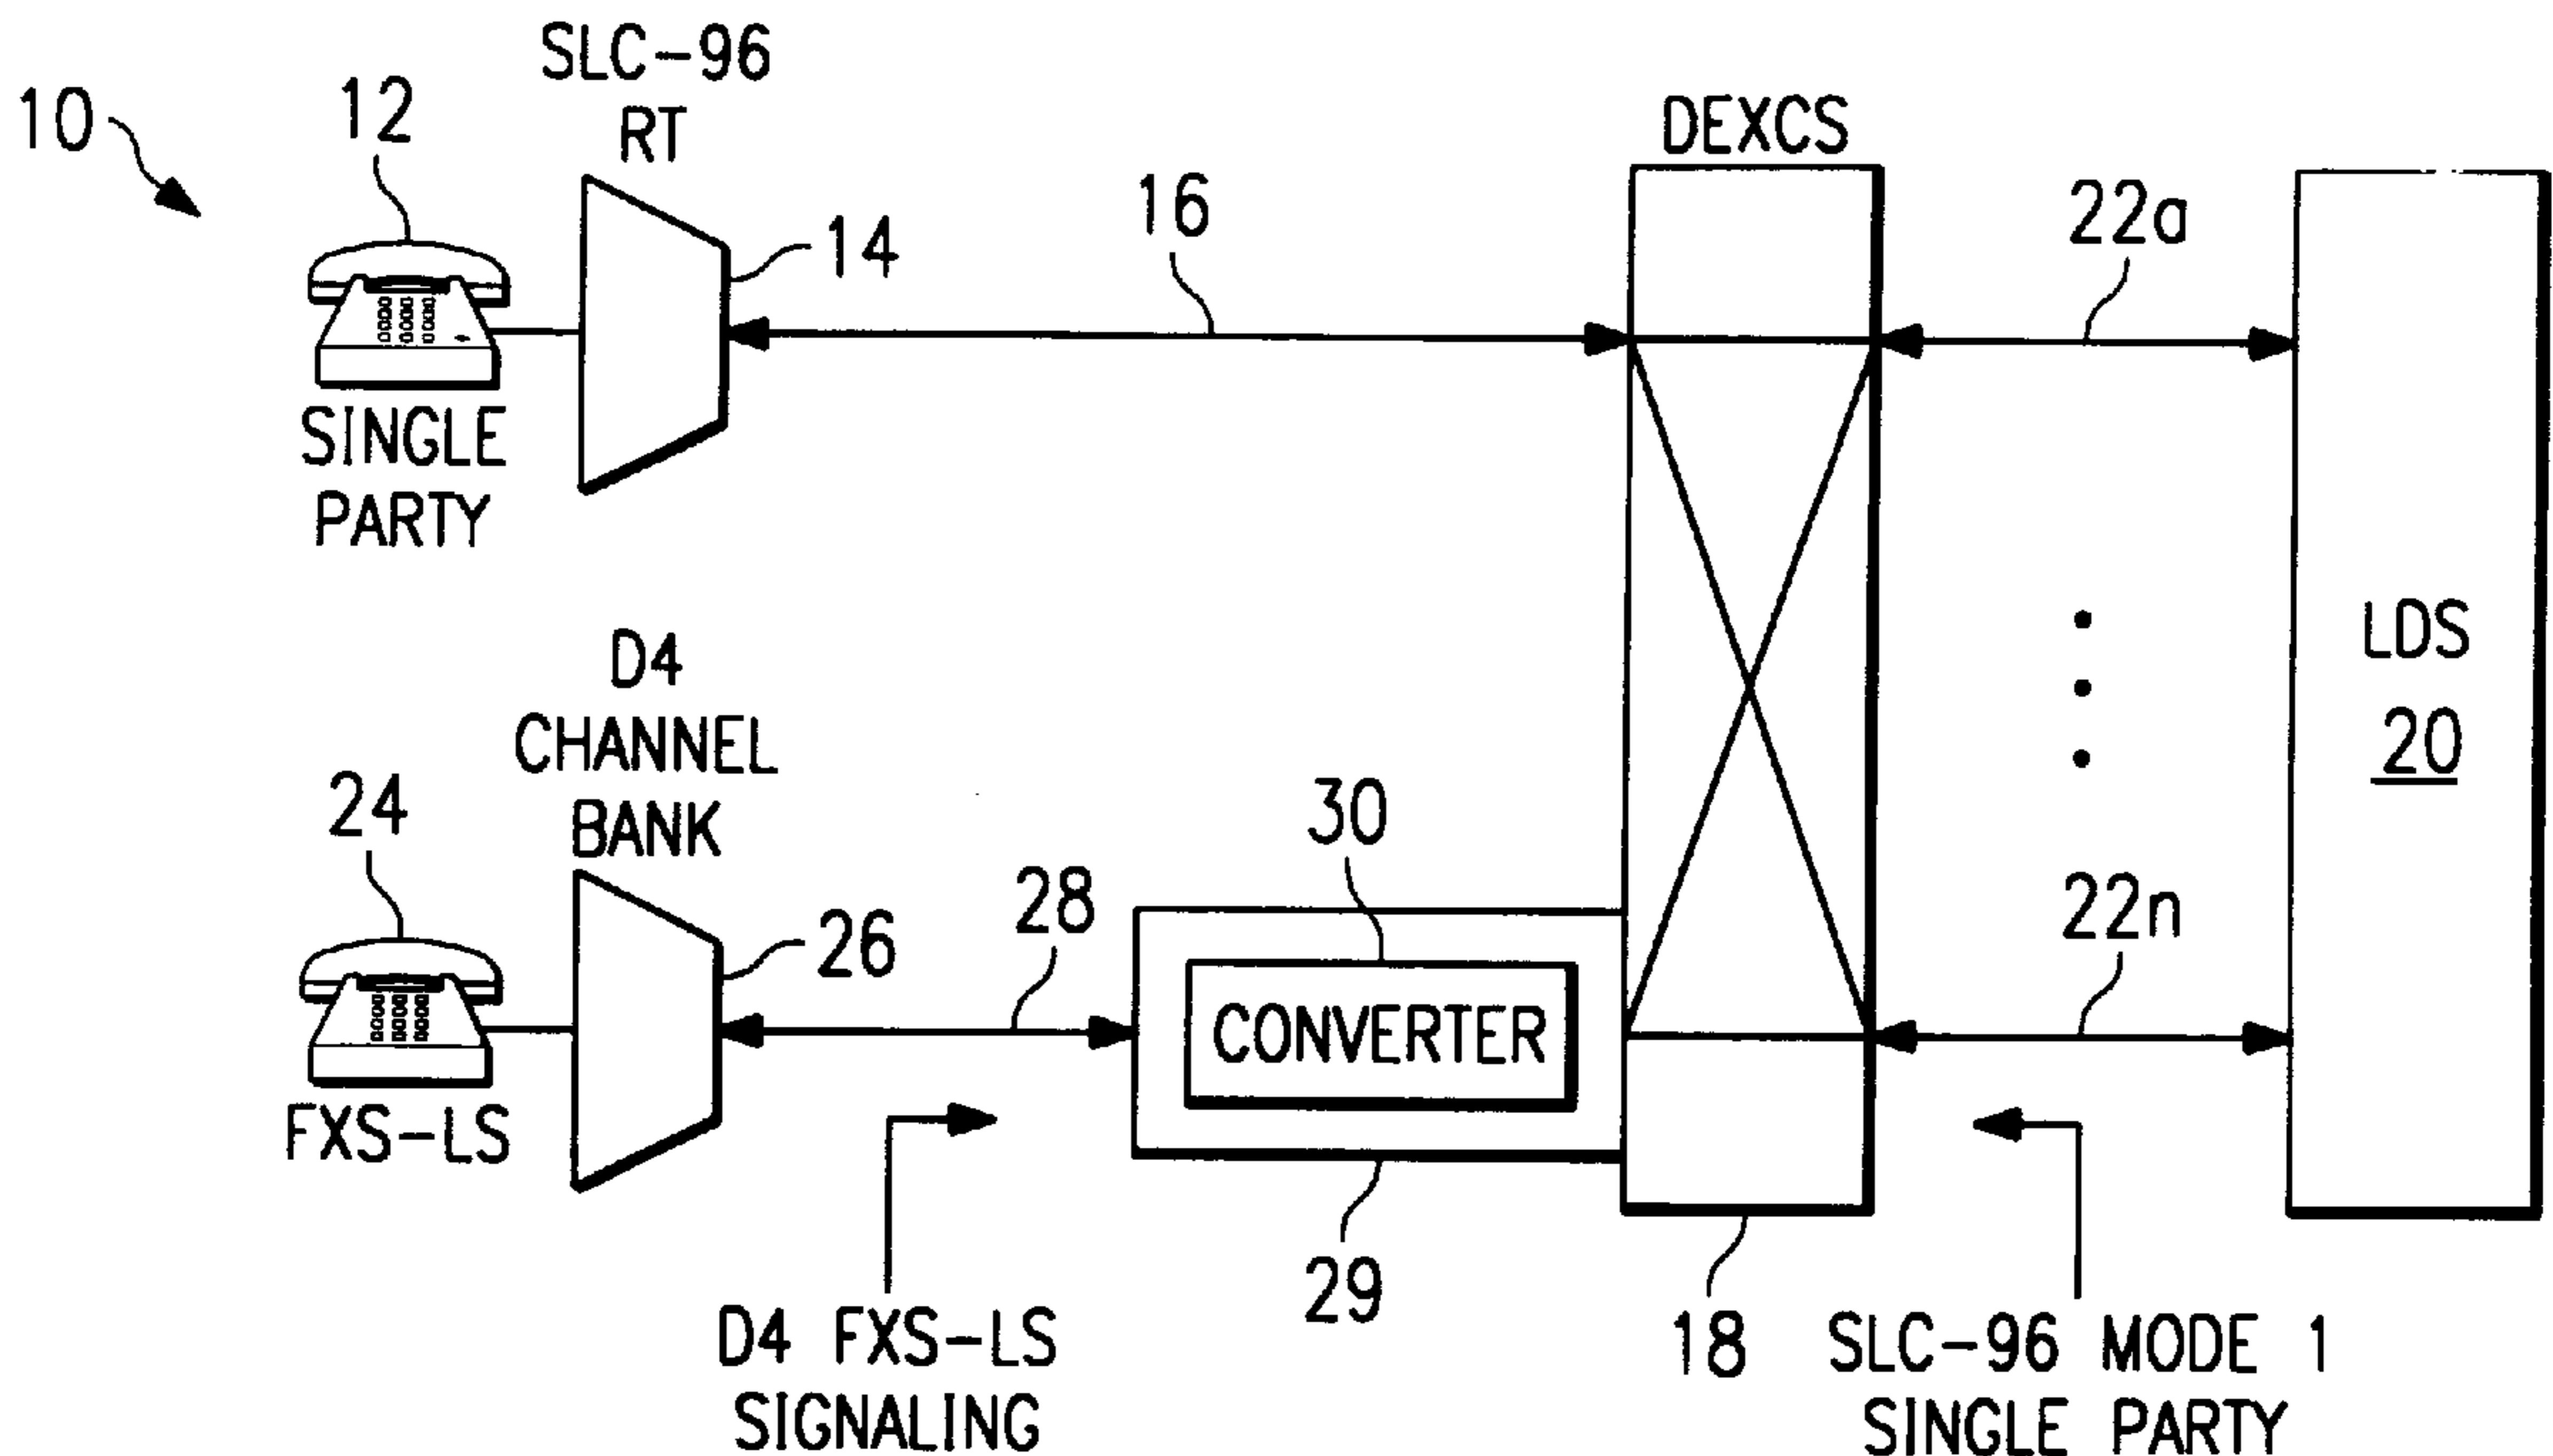 10
12
SLC-96
RT
14
16
DEXCS
22a
SINGLE
PARTY
LDS
20
D4
CHANNEL
BANK
24
26
28
30
CONVERTER
22n
FXS-LS
29
18
D4 FXS-LS
SIGNALING
SLC-96 MODE 1
SINGLE PARTY